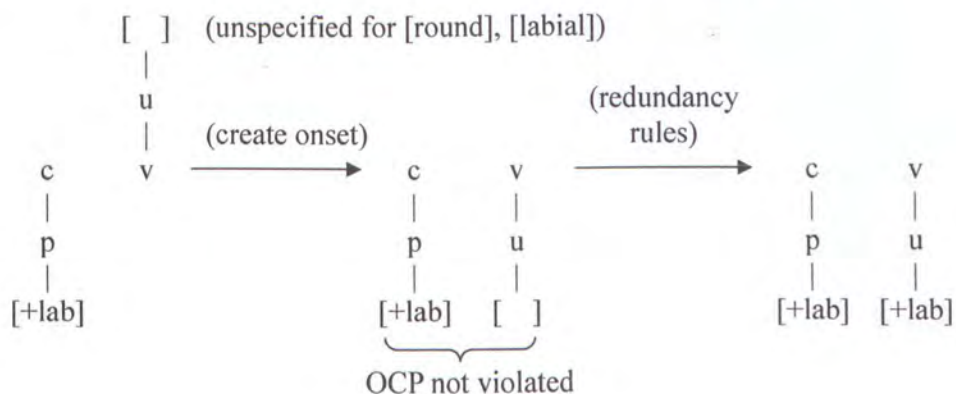 [ ] (unspecified for [round], [labial])
|
u
| (create onset) (redundancy rules)
c v c v c v
| | | | |
p p u p u
| | | | |
[+lab] [+lab] [ ] [+lab] [+lab]
OCP not violated